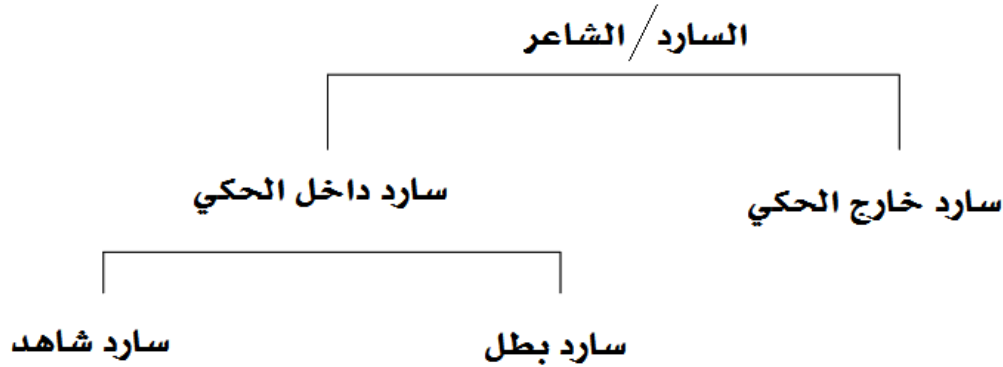 السارد/الشاعر
سارد خارج الحكي
سارد داخل الحكي
سارد بطل
سارد شاهد